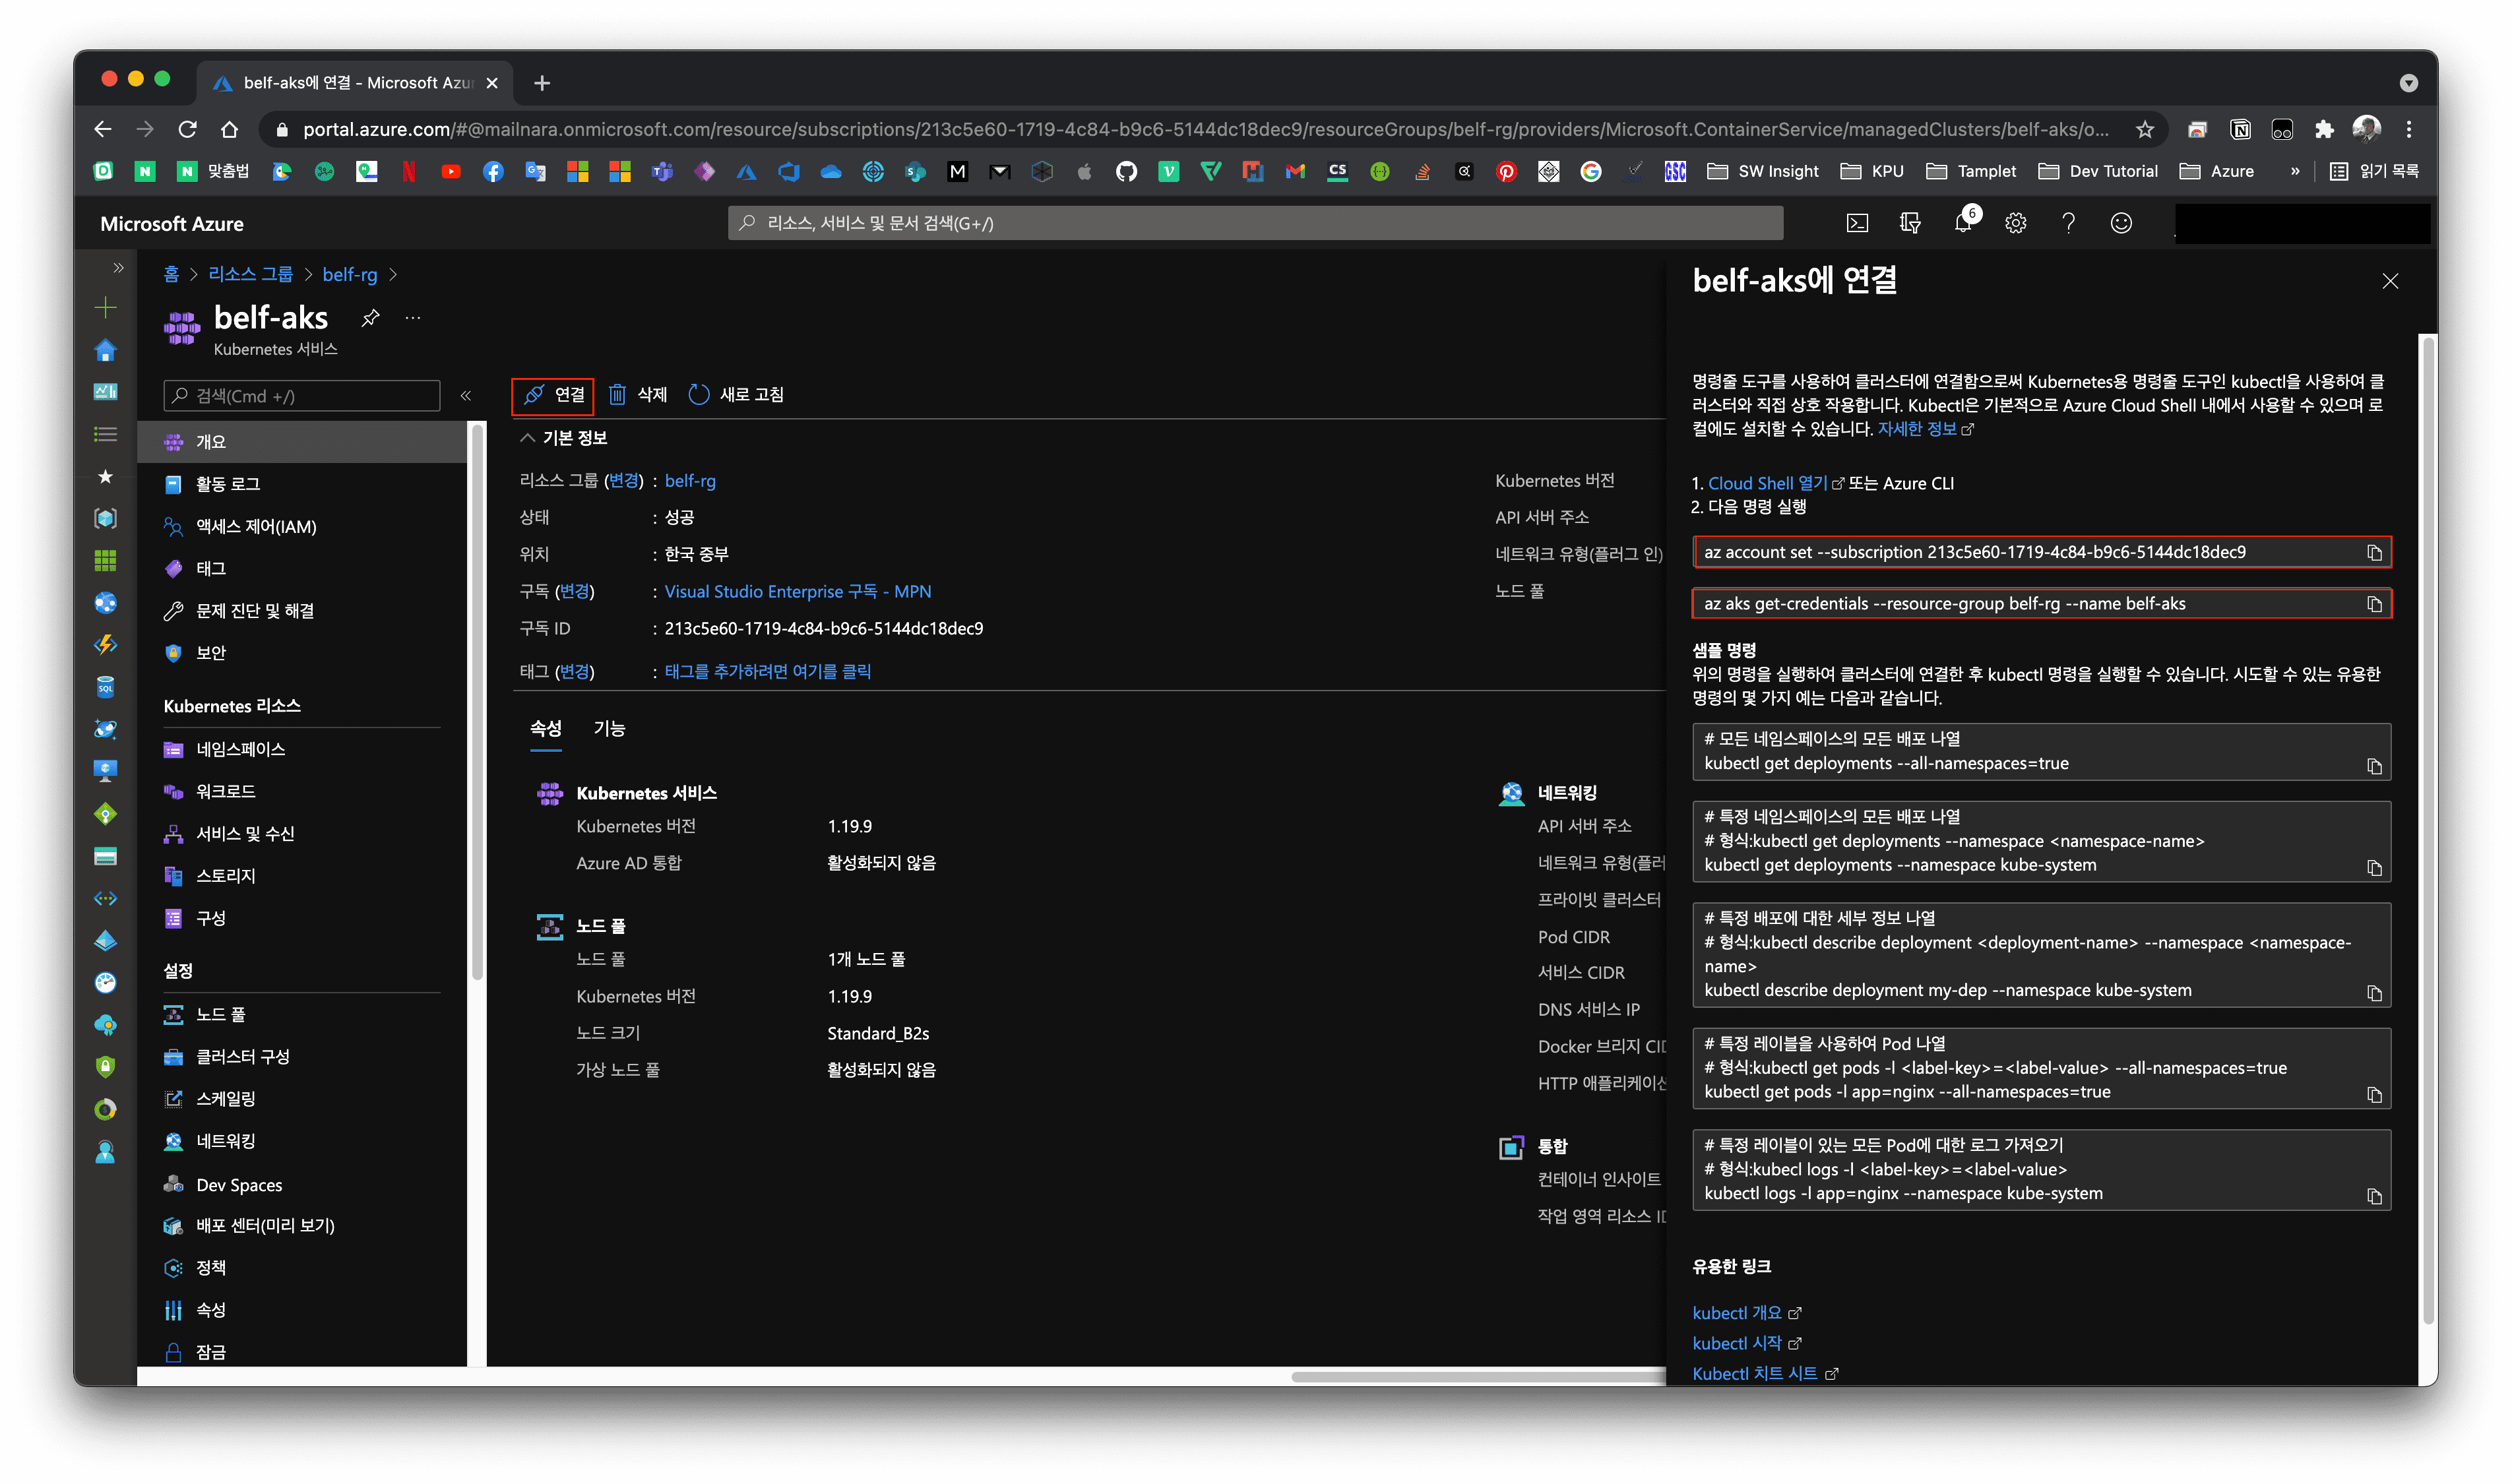 belf-aks에 연결 - Microsoft Azu
portal.azure.com/#@mailnara.onmicrosoft.com/resource/subscriptions/213c5e60-1719-4c84-b9c6-5144dc18dec9/resourceGroups/belf-rg/providers/Microsoft.ContainerService/managedClusters/belf-aks/o...
맞춤법
SW Insight
KPU
Tamplet
Dev Tutorial
Azure
»
읽기 목록
Microsoft Azure
리소스, 서비스 및 문서 검색(G+/)
6
홈 > 리소스 그룹 > belf-rg >
belf-aks
...
Kubernetes 서비스
검색(Cmd +/)
개요
활동 로그
액세스 제어(IAM)
태그
문제 진단 및 해결
보안
Kubernetes 리소스
네임스페이스
워크로드
서비스 및 수신
스토리지
구성
설정
노드 풀
클러스터 구성
스케일링
네트워킹
Dev Spaces
배포 센터(미리 보기)
정책
속성
잠금
연결 삭제 새로 고침
기본 정보
리소스 그룹 (변경) : belf-rg
상태 : 성공
위치 : 한국 중부
구독 (변경) : Visual Studio Enterprise 구독 - MPN
구독 ID : 213c5e60-1719-4c84-b9c6-5144dc18dec9
태그 (변경) : 태그를 추가하려면 여기를 클릭
Kubernetes 버전
API 서버 주소
네트워크 유형(플러그 인)
노드 풀
속성 기능
Kubernetes 서비스
Kubernetes 버전 1.19.9
Azure AD 통합 활성화되지 않음
노드 풀
노드 풀 1개 노드 풀
Kubernetes 버전 1.19.9
노드 크기 Standard_B2s
가상 노드 풀 활성화되지 않음
네트워킹
API 서버 주소
네트워크 유형(플러
프라이빗 클러스터
Pod CIDR
서비스 CIDR
DNS 서비스 IP
Docker 브리지 CID
HTTP 애플리케이션
통합
컨테이너 인사이트
작업 영역 리소스 ID
belf-aks에 연결
명령줄 도구를 사용하여 클러스터에 연결함으로써 Kubernetes용 명령줄 도구인 kubectl을 사용하여 클
러스터와 직접 상호 작용합니다. Kubectl은 기본적으로 Azure Cloud Shell 내에서 사용할 수 있으며 로
컬에도 설치할 수 있습니다. 자세한 정보
1. Cloud Shell 열기 또는 Azure CLI
2. 다음 명령 실행
az account set --subscription 213c5e60-1719-4c84-b9c6-5144dc18dec9
az aks get-credentials --resource-group belf-rg --name belf-aks
샘플 명령
위의 명령을 실행하여 클러스터에 연결한 후 kubectl 명령을 실행할 수 있습니다. 시도할 수 있는 유용한
명령의 몇 가지 예는 다음과 같습니다.
# 모든 네임스페이스의 모든 배포 나열
kubectl get deployments --all-namespaces=true
# 특정 네임스페이스의 모든 배포 나열
# 형식:kubectl get deployments --namespace <namespace-name>
kubectl get deployments --namespace kube-system
# 특정 배포에 대한 세부 정보 나열
# 형식:kubectl describe deployment <deployment-name> --namespace <namespace-
name>
kubectl describe deployment my-dep --namespace kube-system
# 특정 레이블을 사용하여 Pod 나열
# 형식:kubectl get pods -l <label-key>=<label-value> --all-namespaces=true
kubectl get pods -l app=nginx --all-namespaces=true
# 특정 레이블이 있는 모든 Pod에 대한 로그 가져오기
# 형식:kubecl logs -l <label-key>=<label-value>
kubectl logs -l app=nginx --namespace kube-system
유용한 링크
kubectl 개요
kubectl 시작
Kubectl 치트 시트